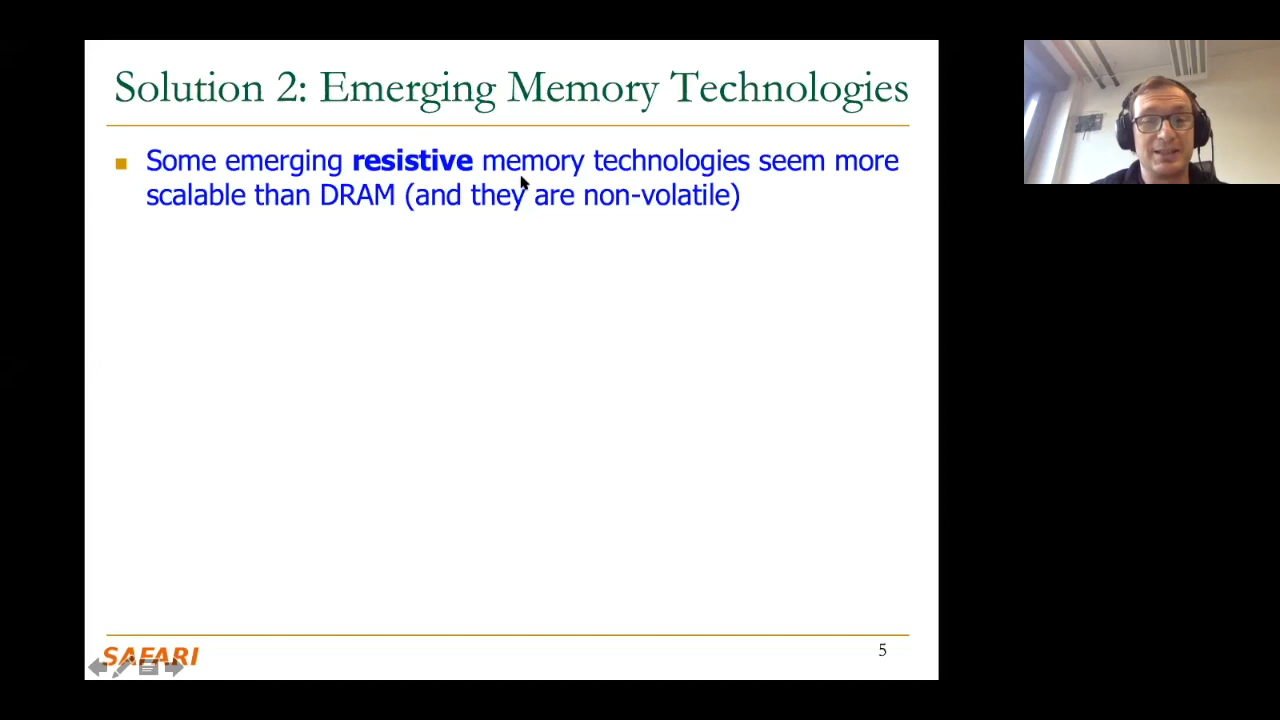 Solution 2: Emerging Memory Technologies
Some emerging resistive memory technologies seem more
scalable than DRAM (and they are non-volatile)
SAFARI
5